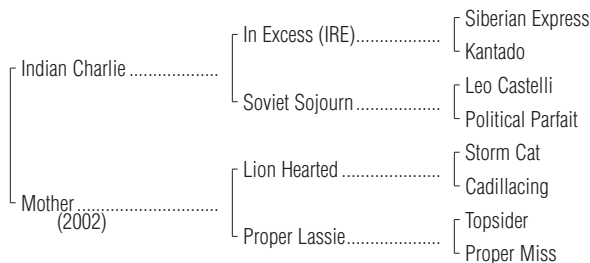 Siberian Express
In Excess (IRE)..................
Kantado
Indian Charlie ..................
Leo Castelli
Soviet Sojourn ..................
Political Parfait
Storm Cat
Lion Hearted ....................
Cadillacing
Mother .............................
(2002)
Topsider
Proper Lassie....................
Proper Miss